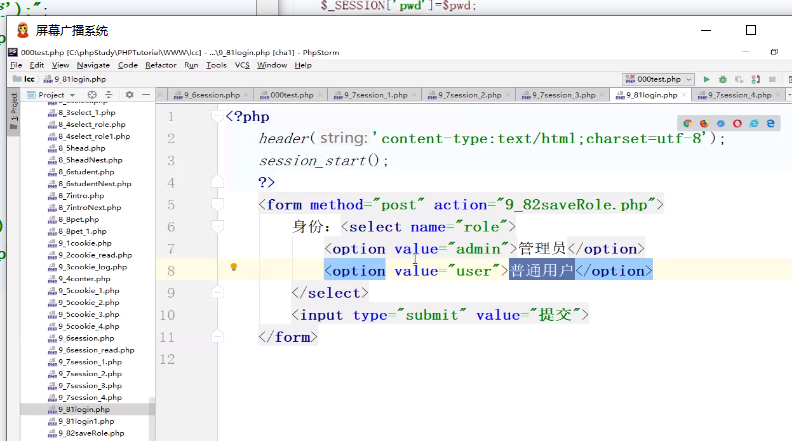 ');";
$_SESSION['pwd']=$pwd;
屏幕广播系统
000test.php [C:\phpStudy\PHPTutorial\WWW\lcc] - ...\9_81login.php [cha1] - PhpStorm
File Edit View Navigate Code Refactor Run Tools VCS Window Help
lcc 9_81login.php
000test.php
Project
9_6session.php 000test.php 9_7session_1.php 9_7session_2.php 9_7session_3.php 9_81login.php 9_7session_4.php
1: Project
8_3select_1.php
8_4select_role.php
8_4select_role1.php
8_5head.php
8_5headNest.php
8_6student.php
8_6studentNest.php
8_7intro.php
8_7introNext.php
8_8pet.php
8_8pet_1.php
9_1cookie.php
9_2cookie_read.php
9_3cookie_log.php
9_4conter.php
9_5cookie_1.php
9_5cookie_2.php
9_5cookie_3.php
9_5cookie_4.php
9_6session.php
9_6session_read.php
9_7session_1.php
9_7session_2.php
9_7session_3.php
9_7session_4.php
9_81login.php
9_81login1.php
9_82saveRole.php
1 <?php
2 header( string: 'content-type:text/html;charset=utf-8');
3 session_start();
4 ?>
5 <form method="post" action="9_82saveRole.php">
6 身份：<select name="role">
7 <option value="admin">管理员</option>
8 <option value="user">普通用户</option>
9 </select>
10 <input type="submit" value="提交">
11 </form>
12